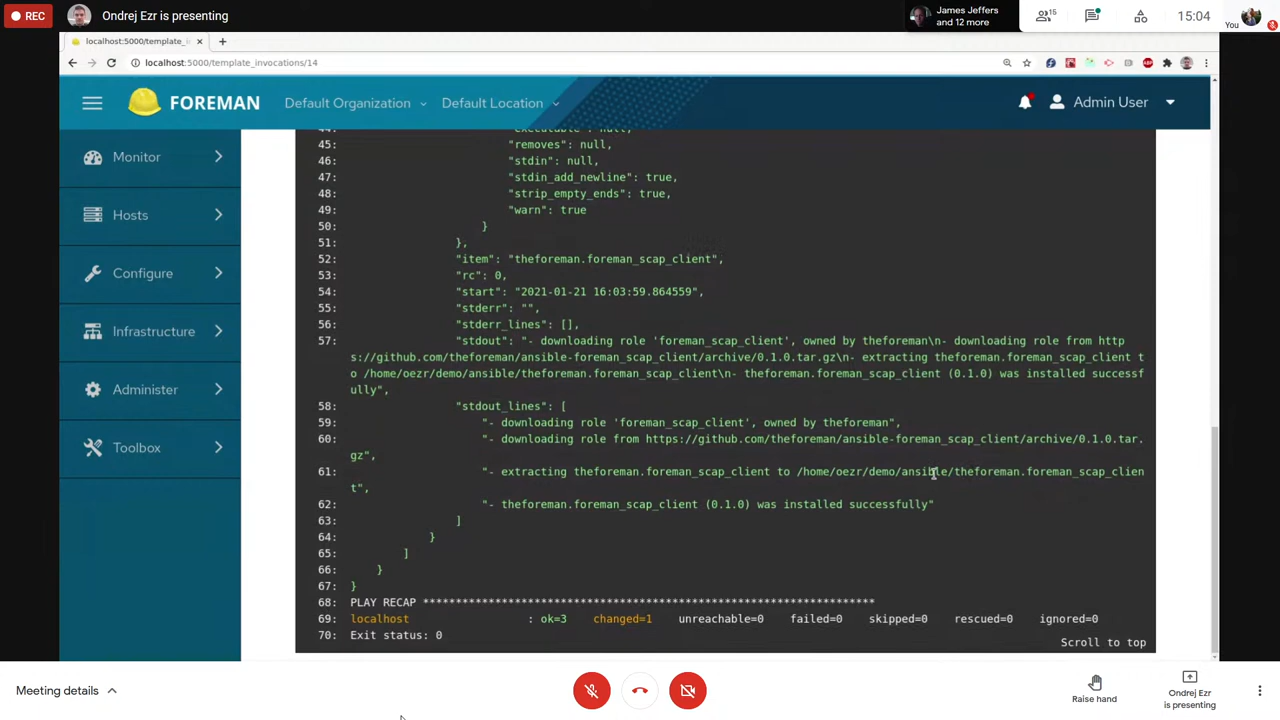 REC
Ondrej Ezr is presenting
James Jeffers
and 12 more
15
15:04
You
localhost:5000/template_i
localhost:5000/template_invocations/14
FOREMAN
Default Organization
Default Location
Admin User
Monitor
Hosts
Configure
Infrastructure
Administer
Toolbox
44: "executable": null,
45: "removes": null,
46: "stdin": null,
47: "stdin_add_newline": true,
48: "strip_empty_ends": true,
49: "warn": true
50: }
51: },
52: "item": "theforeman.foreman_scap_client",
53: "rc": 0,
54: "start": "2021-01-21 16:03:59.864559",
55: "stderr": "",
56: "stderr_lines": [],
57: "stdout": "- downloading role 'foreman_scap_client', owned by theforeman\n- downloading role from http
s://github.com/theforeman/ansible-foreman_scap_client/archive/0.1.0.tar.gz\n- extracting theforeman.foreman_scap_client t
o /home/oezr/demo/ansible/theforeman.foreman_scap_client\n- theforeman.foreman_scap_client (0.1.0) was installed successf
ully",
58: "stdout_lines": [
59: "- downloading role 'foreman_scap_client', owned by theforeman",
60: "- downloading role from https://github.com/theforeman/ansible-foreman_scap_client/archive/0.1.0.tar.
gz",
61: "- extracting theforeman.foreman_scap_client to /home/oezr/demo/ansible/theforeman.foreman_scap_clien
t",
62: "- theforeman.foreman_scap_client (0.1.0) was installed successfully"
63: ]
64: }
65: ]
66: }
67: }
68: PLAY RECAP *********************************************************************
69: localhost : ok=3 changed=1 unreachable=0 failed=0 skipped=0 rescued=0 ignored=0
70: Exit status: 0
Scroll to top
Meeting details
Raise hand
Ondrej Ezr
is presenting